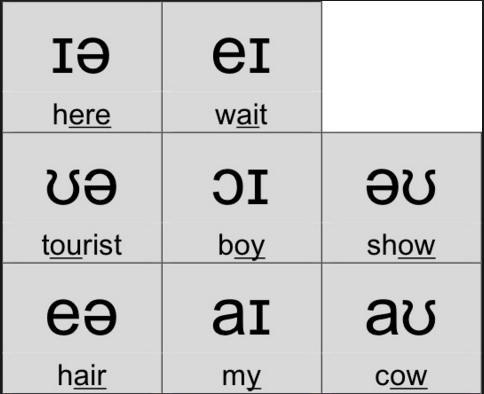 ɪə eɪ
here wait
ʊə ɔɪ əʊ
tourist boy show
eə aɪ aʊ
hair my cow